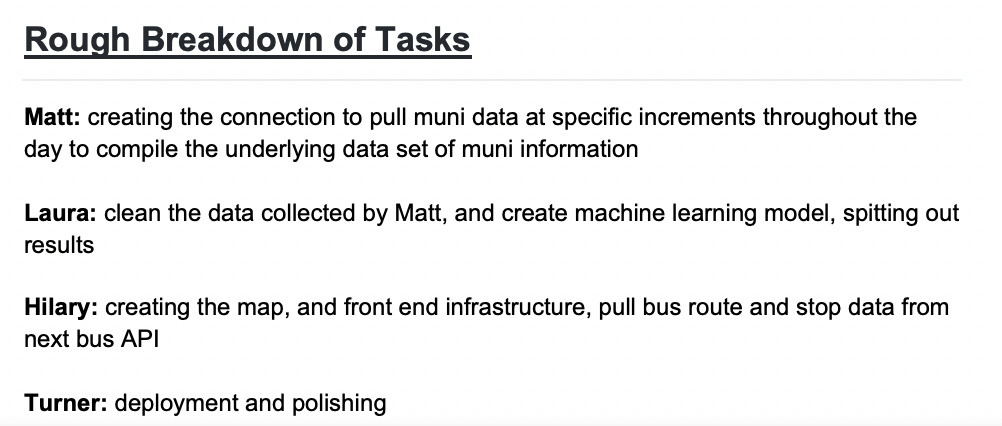 Rough Breakdown of Tasks
Matt: creating the connection to pull muni data at specific increments throughout the
day to compile the underlying data set of muni information
Laura: clean the data collected by Matt, and create machine learning model, spitting out
results
Hilary: creating the map, and front end infrastructure, pull bus route and stop data from
next bus API
Turner: deployment and polishing